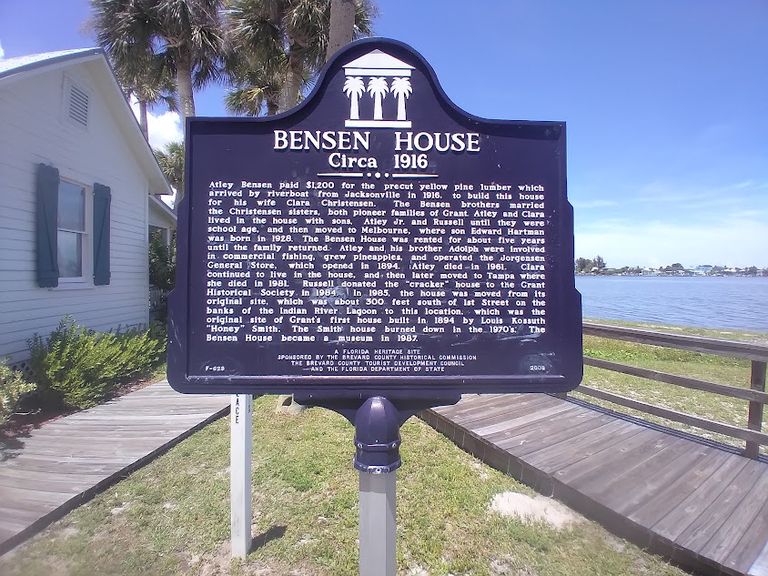 BENSEN HOUSE
Circa 1916
Atley Bensen paid $1,200 for the precut yellow pine lumber which
arrived by riverboat from Jacksonville in 1916, to build this house
for his wife Clara Christensen. The Bensen brothers married
the Christensen sisters, both pioneer families of Grant. Atley and Clara
lived in the house with sons, Atley Jr. and Russell until they were
school age, and then moved to Melbourne, where son Edward Hartman
was born in 1928. The Bensen House was rented for about five years
until the family returned. Atley and his brother Adolph were involved
in commercial fishing, grew pineapples, and operated the Jorgensen
General Store, which opened in 1894. Atley died in 1961. Clara
continued to live in the house, and then later moved to Tampa where
she died in 1981. Russell donated the "cracker" house to the Grant
Historical Society in 1984. In 1985, the house was moved from its
original site, which was about 300 feet south of 1st Street on the
banks of the Indian River Lagoon to this location, which was the
original site of Grant's first house built in 1894 by Louis Kossuth
"Honey" Smith. The Smith house burned down in the 1970's. The
Bensen House became a museum in 1987.
A FLORIDA HERITAGE SITE
SPONSORED BY THE BREVARD COUNTY HISTORICAL COMMISSION
THE BREVARD COUNTY TOURIST DEVELOPMENT COUNCIL
AND THE FLORIDA DEPARTMENT OF STATE
F-629
2008